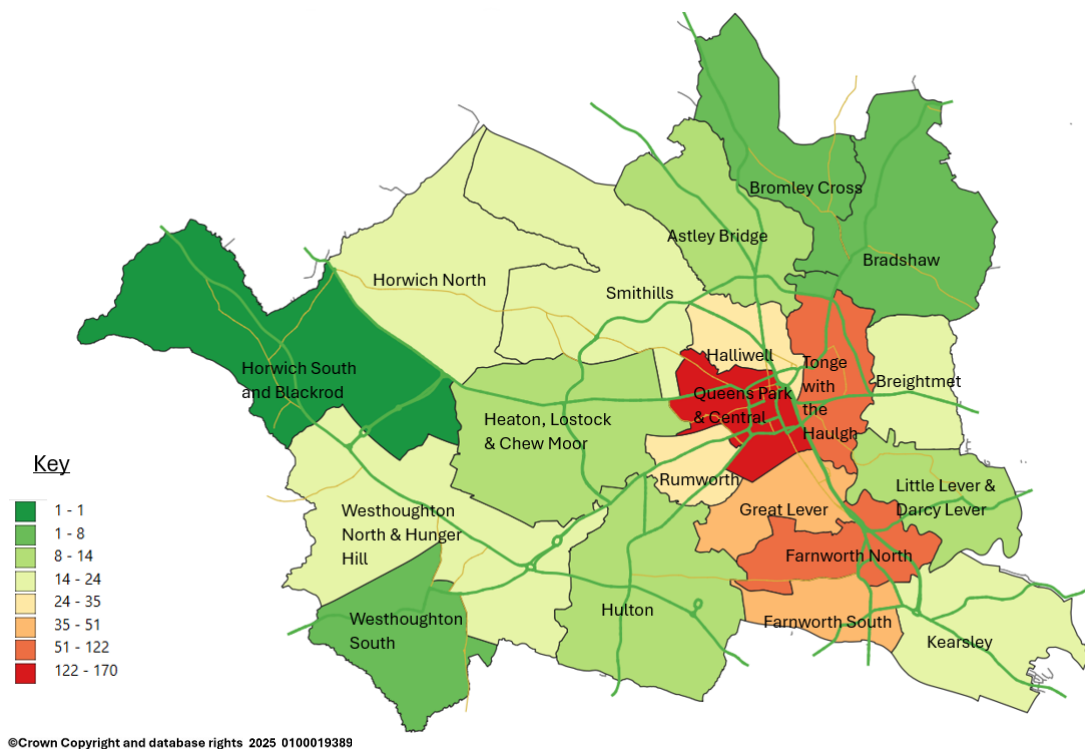 Bromley Cross
Astley Bridge
Bradshaw
Horwich North
Smithills
Halliwell
Tonge
with
the
Haulgh
Horwich South
and Blackrod
Breightmet
Queens Park
& Central
Heaton, Lostock
& Chew Moor
Key
Rumworth
Little Lever &
Darcy Lever
Westhoughton
North & Hunger
Hill
Great Lever
1 - 1
1 - 8
8 - 14
14 - 24
24 - 35
35 - 51
51 - 122
122 - 170
Farnworth North
Hulton
Westhoughton
South
Farnworth South
Kearsley
©Crown Copyright and database rights 2025 0100019389